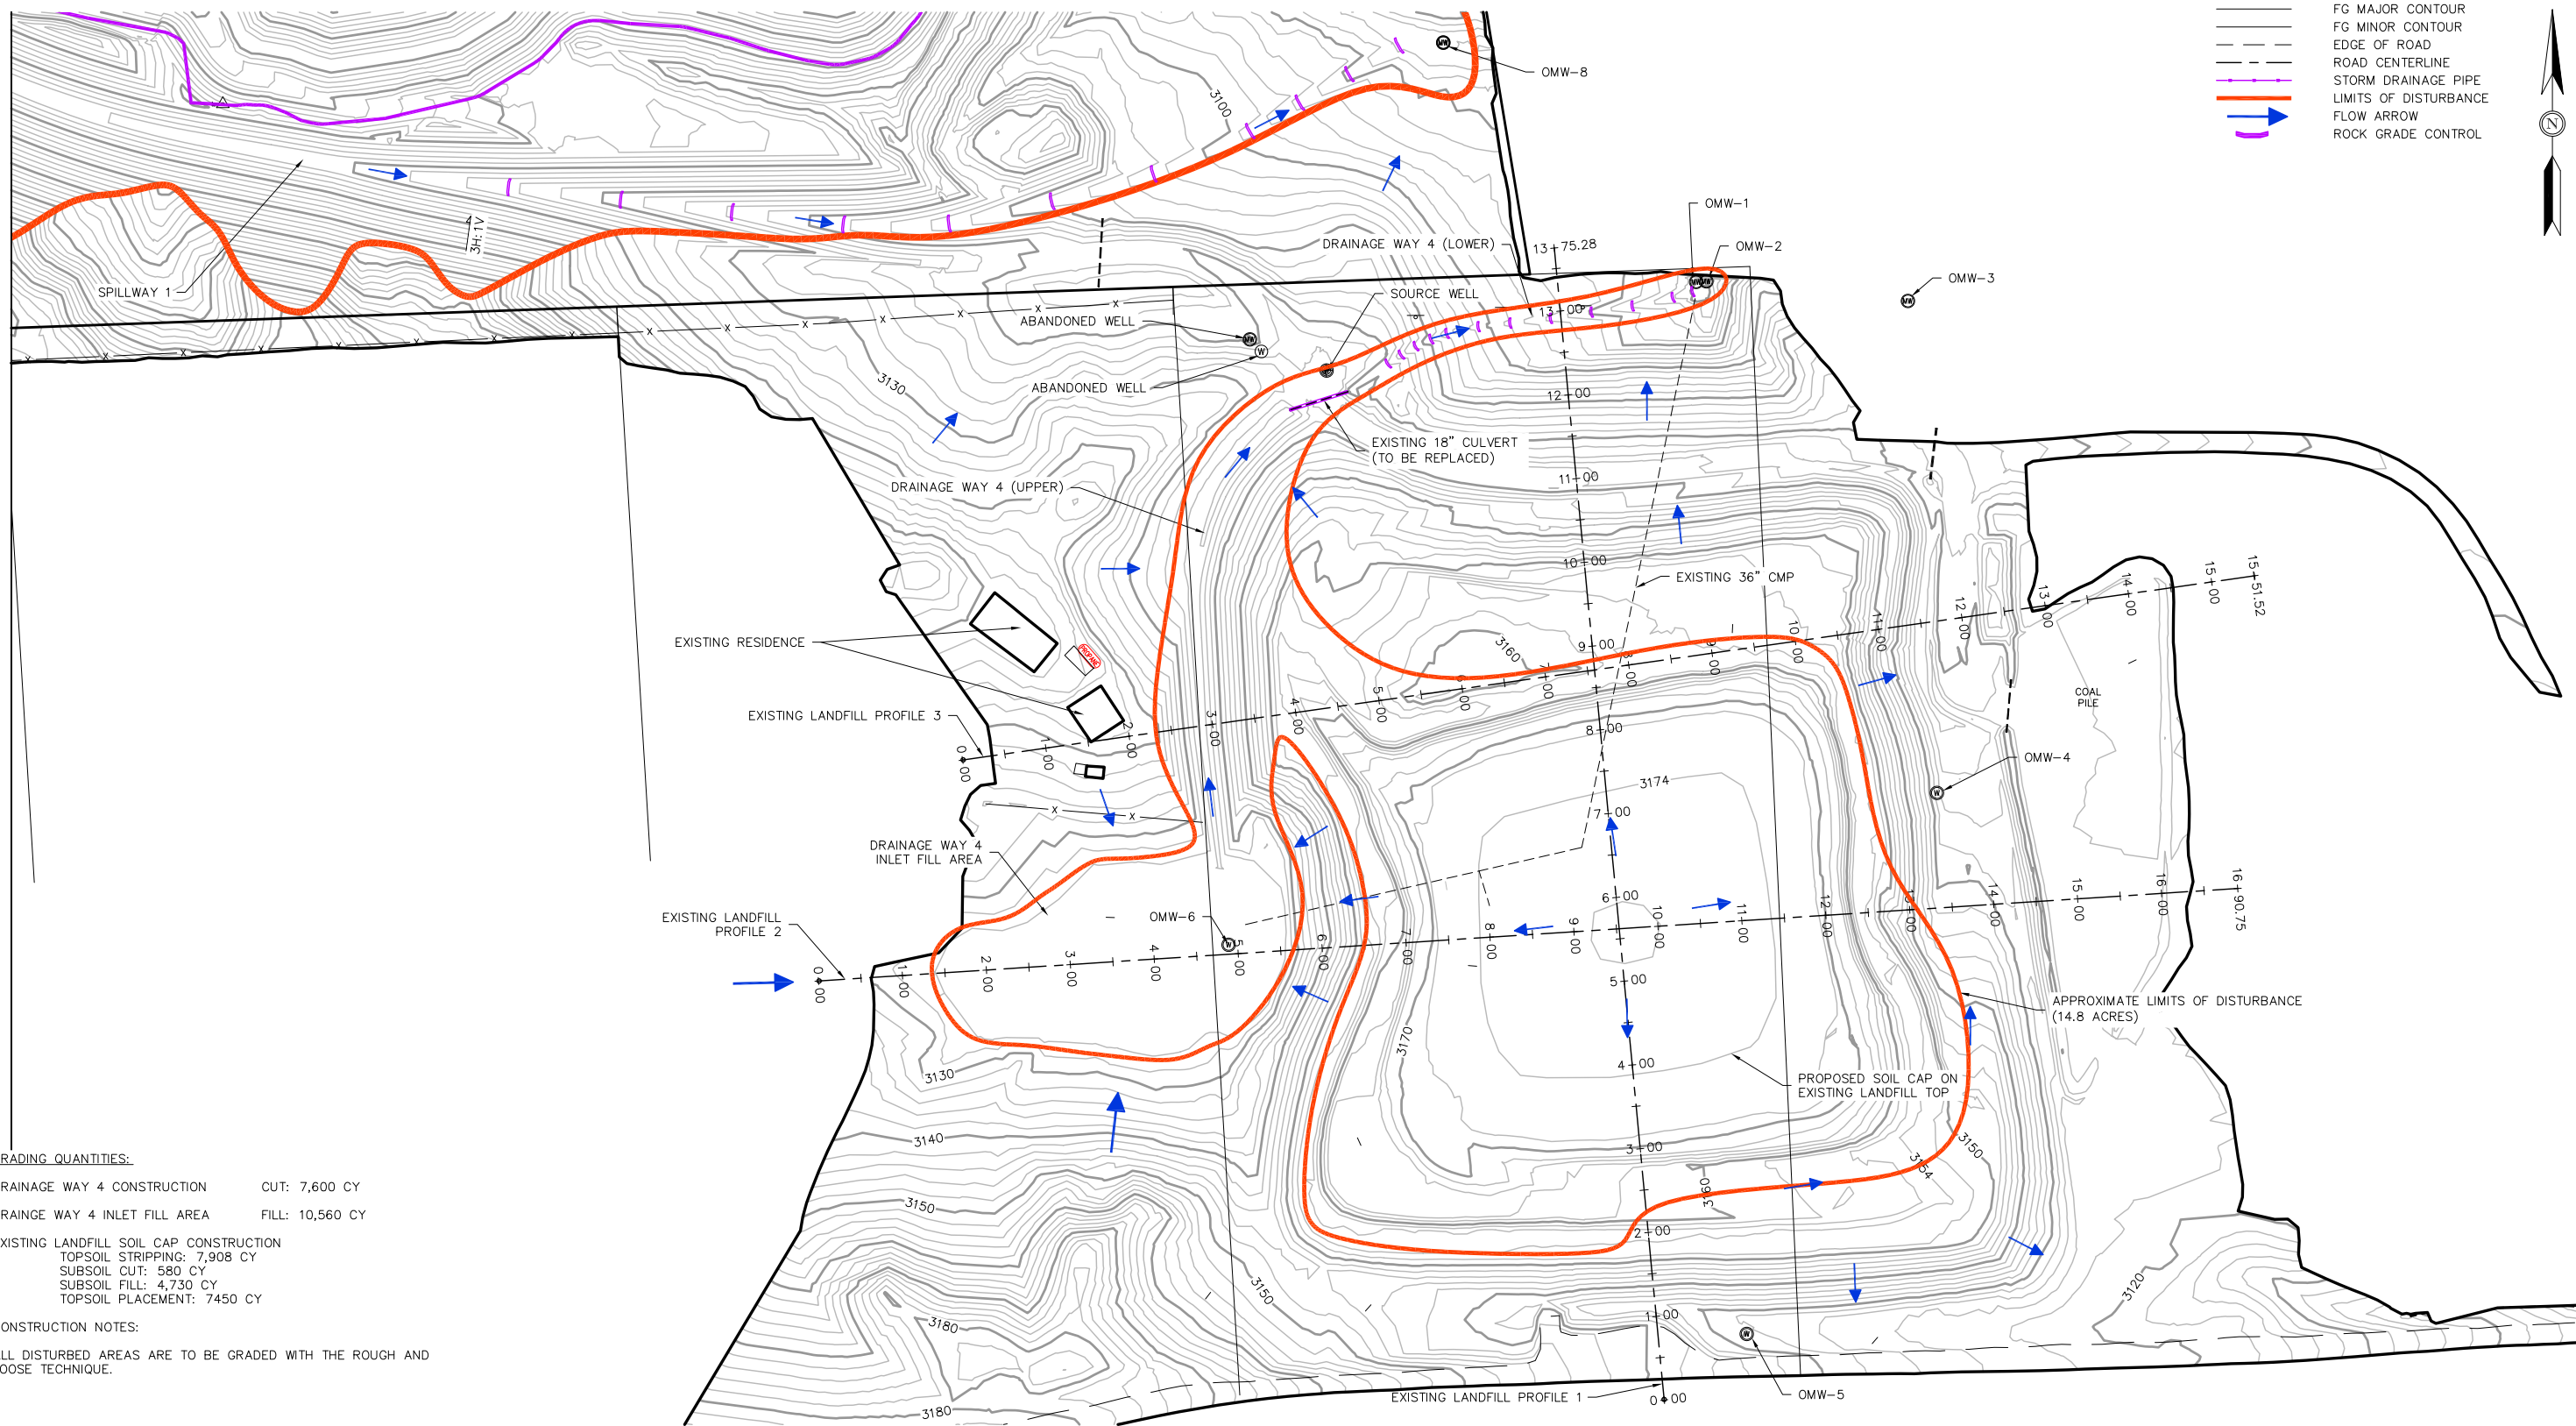 FG MAJOR CONTOUR
FG MINOR CONTOUR
EDGE OF ROAD
ROAD CENTERLINE
STORM DRAINAGE PIPE
LIMITS OF DISTURBANCE
FLOW ARROW
ROCK GRADE CONTROL
N
MW
OMW-8
3100
OMW-1
OMW-2
OMW-3
MW
DRAINAGE WAY 4 (LOWER)
13+75.28
3H:1V
SPILLWAY 1
SOURCE WELL
ABANDONED WELL
ABANDONED WELL
MW
W
13+00
3130
12+00
EXISTING 18" CULVERT
(TO BE REPLACED)
11+00
DRAINAGE WAY 4 (UPPER)
10+00
EXISTING 36" CMP
EXISTING RESIDENCE
PROPANE
3160
9+00
EXISTING LANDFILL PROFILE 3
0+00
1+00
2+00
3+00
4+00
5+00
6+00
7+00
8+00
9+00
10+00
11+00
12+00
13+00
14+00
15+00
15+51.52
COAL
PILE
8+00
OMW-4
W
3174
7+00
DRAINAGE WAY 4
INLET FILL AREA
OMW-6
W
6+00
EXISTING LANDFILL
PROFILE 2
0+00
1+00
2+00
3+00
4+00
5+00
6+00
7+00
8+00
9+00
10+00
11+00
12+00
13+00
14+00
15+00
16+00
16+90.75
5+00
APPROXIMATE LIMITS OF DISTURBANCE
(14.8 ACRES)
3170
4+00
3130
PROPOSED SOIL CAP ON
EXISTING LANDFILL TOP
3140
3+00
3150
3154
3160
3150
2+00
3150
3120
1+00
3180
OMW-5
W
EXISTING LANDFILL PROFILE 1
0+00
3180
RADING QUANTITIES:
RAINAGE WAY 4 CONSTRUCTION CUT: 7,600 CY
RAINGE WAY 4 INLET FILL AREA FILL: 10,560 CY
XISTING LANDFILL SOIL CAP CONSTRUCTION
TOPSOIL STRIPPING: 7,908 CY
SUBSOIL CUT: 580 CY
SUBSOIL FILL: 4,730 CY
TOPSOIL PLACEMENT: 7450 CY
ONSTRUCTION NOTES:
LL DISTURBED AREAS ARE TO BE GRADED WITH THE ROUGH AND
OOSE TECHNIQUE.